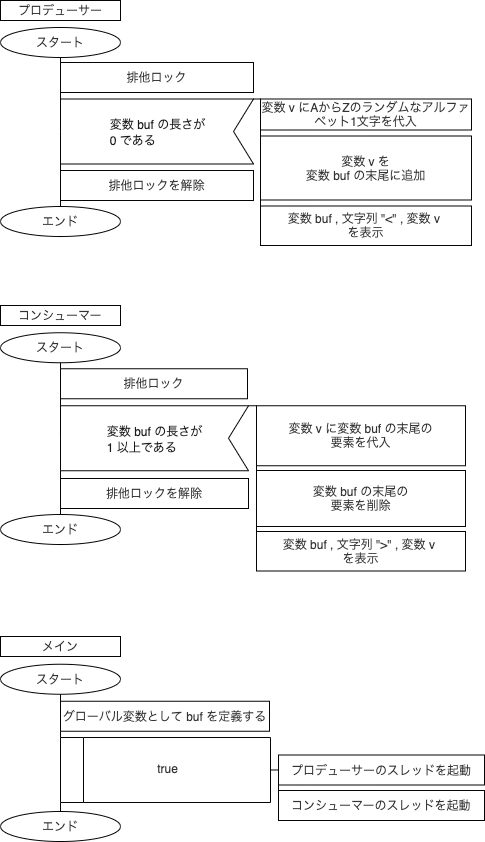 プロデューサー
スタート
排他ロック
変数 buf の長さが
0 である
変数 v にAからZのランダムなアルファ
ベット1文字を代入
変数 v を
変数 buf の末尾に追加
排他ロックを解除
変数 buf , 文字列 "<" , 変数 v
を表示
エンド
コンシューマー
スタート
排他ロック
変数 buf の長さが
1 以上である
変数 v に変数 buf の末尾の
要素を代入
変数 buf の末尾の
要素を削除
排他ロックを解除
変数 buf , 文字列 ">" , 変数 v
を表示
エンド
メイン
スタート
グローバル変数として buf を定義する
true
プロデューサーのスレッドを起動
コンシューマーのスレッドを起動
エンド